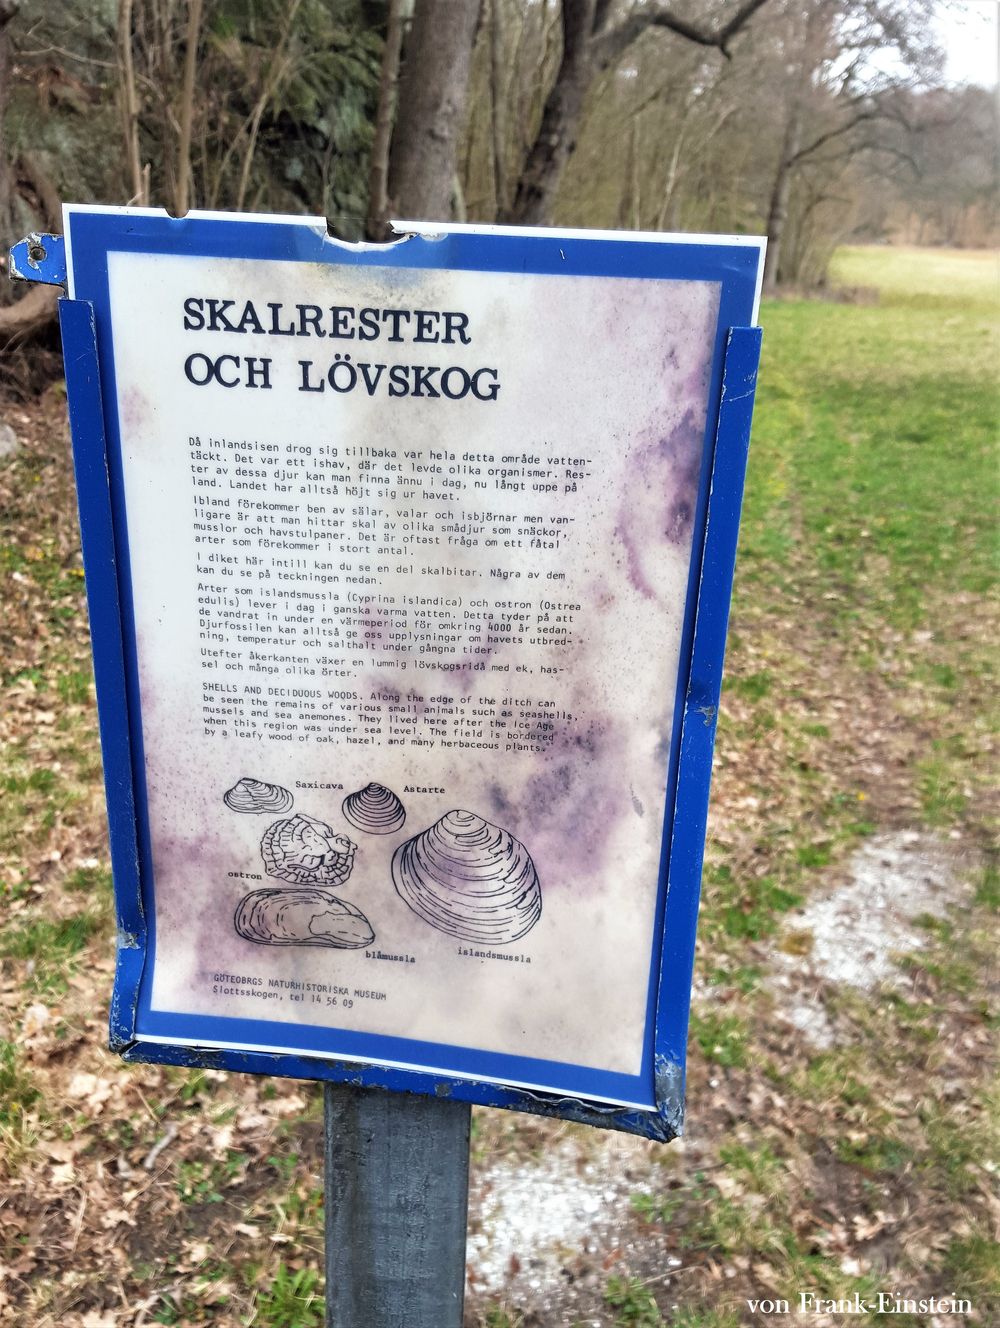 SKALRESTER
OCH LÖVSKOG
Då inlandsisen drog sig tillbaka var hela detta område vatten-
täckt. Det var ett ishav, där det levde olika organismer. Res-
ter av dessa djur kan man finna ännu i dag, nu långt uppe på
land. Landet har alltså höjt sig ur havet.
Ibland förekommer ben av sälar, valar och isbjörnar men van-
ligare är att man hittar skal av olika smådjur som snäckor,
musslor och havstulpaner. Det är oftast fråga om ett fåtal
arter som förekommer i stort antal.
I diket här intill kan du se en del skalbitar. Några av dem
kan du se på teckningen nedan.
Arter som islandsmussla (Cyprina islandica) och ostron (Ostrea
edulis) lever i dag i ganska varma vatten. Detta tyder på att
de vandrat in under en värmeperiod för omkring 4000 år sedan.
Djurfossilen kan alltså ge oss upplysningar om havets utbred-
ning, temperatur och salthalt under gångna tider.
Utefter åkerkanten växer en lummig lövskogsridå med ek, has-
sel och många olika örter.
SHELLS AND DECIDUOUS WOODS. Along the edge of the ditch can
be seen the remains of various small animals such as seashells,
mussels and sea anemones. They lived here after the Ice Age
when this region was under sea level. The field is bordered
by a leafy wood of oak, hazel, and many herbaceous plants.
Saxicava
Astarte
ostron
blåmussla
islandsmussla
GÖTEOBRGS NATURHISTORISKA MUSEUM
Slottsskogen, tel 14 56 09
von Frank-Einstein